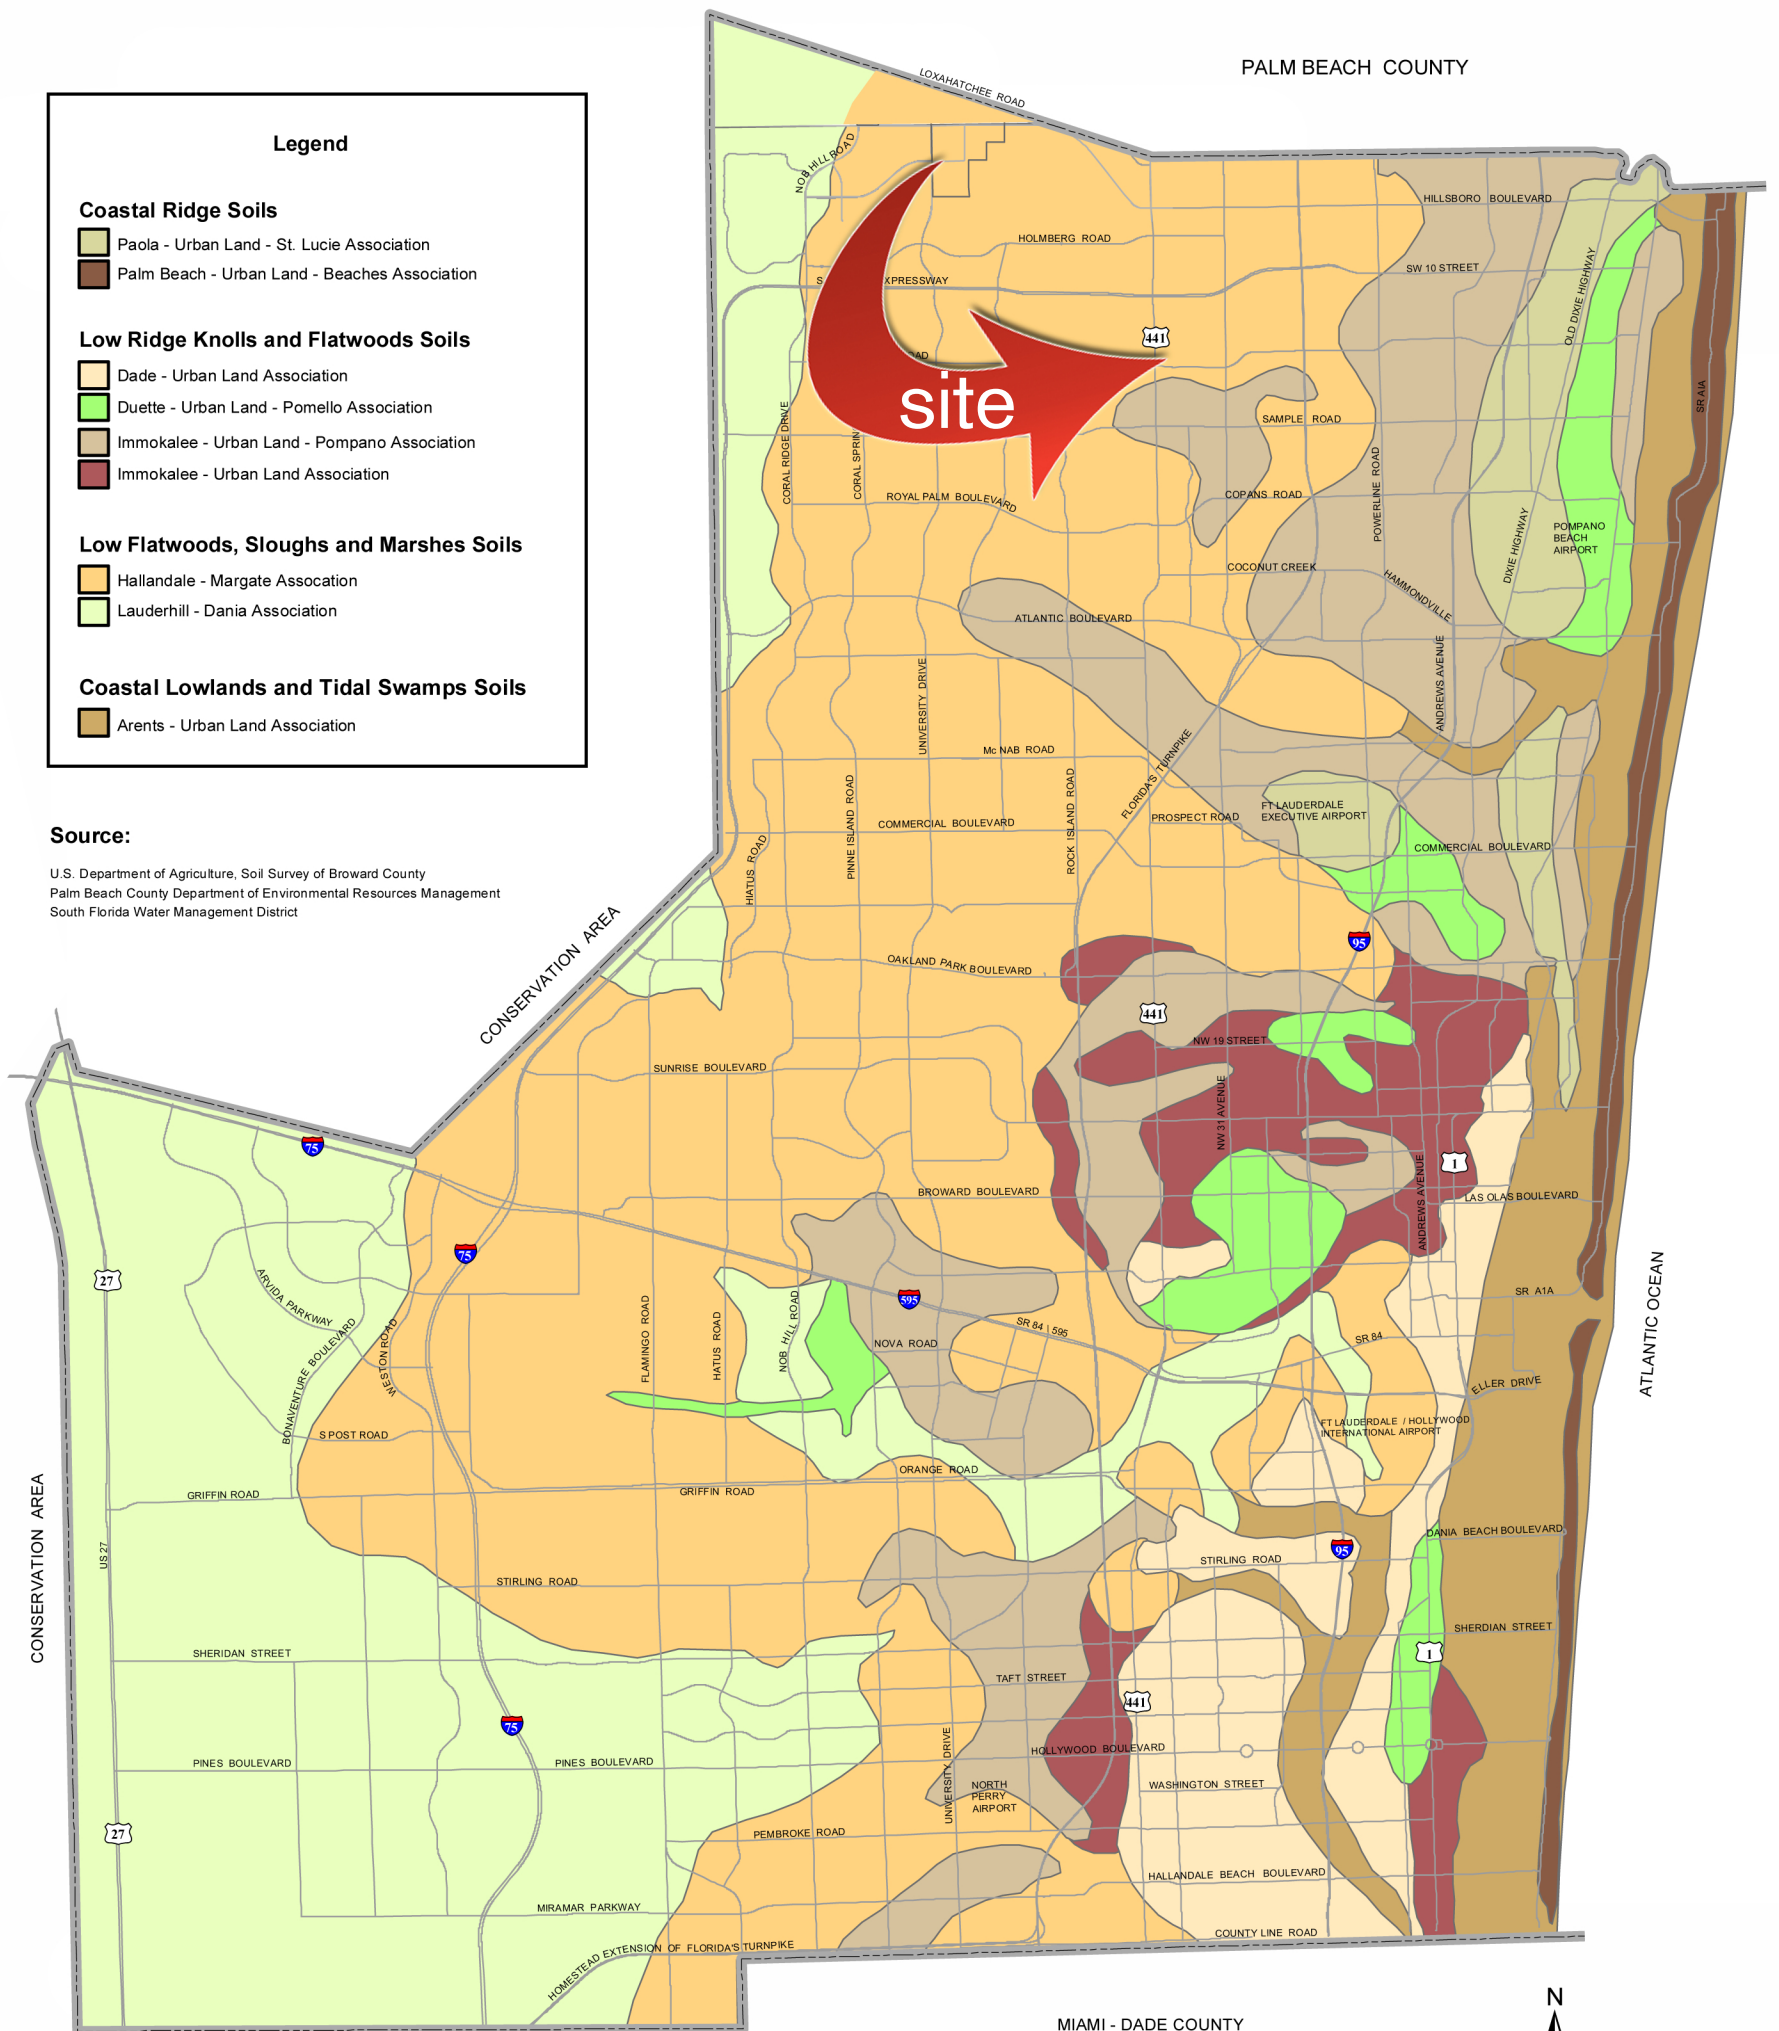 PALM BEACH COUNTY
LOXAHATCHEE ROAD
Legend
Coastal Ridge Soils
Paola - Urban Land - St. Lucie Association
Palm Beach - Urban Land - Beaches Association
Low Ridge Knolls and Flatwoods Soils
Dade - Urban Land Association
Duette - Urban Land - Pomello Association
Immokalee - Urban Land - Pompano Association
Immokalee - Urban Land Association
Low Flatwoods, Sloughs and Marshes Soils
Hallandale - Margate Assocation
Lauderhill - Dania Association
Coastal Lowlands and Tidal Swamps Soils
Arents - Urban Land Association
Source:
U.S. Department of Agriculture, Soil Survey of Broward County
Palm Beach County Department of Environmental Resources Management
South Florida Water Management District
NOB HILL ROAD
HILLSBORO BOULEVARD
HOLMBERG ROAD
SW 10 STREET
OLD DIXIE HIGHWAY
441
site
SR A1A
CORAL RIDGE DRIVE
SAMPLE ROAD
ROYAL PALM BOULEVARD
COPANS ROAD
POWERLINE ROAD
DIXIE HIGHWAY
POMPANO
BEACH
AIRPORT
COCONUT CREEK
HAMMONDVILLE
ATLANTIC BOULEVARD
ANDREWS AVENUE
UNIVERSITY DRIVE
Mc NAB ROAD
FLORIDA'S TURNPIKE
PINNE ISLAND ROAD
ROCK ISLAND ROAD
COMMERCIAL BOULEVARD
PROSPECT ROAD
FT LAUDERDALE
EXECUTIVE AIRPORT
COMMERCIAL BOULEVARD
HIATUS ROAD
CONSERVATION AREA
95
OAKLAND PARK BOULEVARD
441
NW 19 STREET
SUNRISE BOULEVARD
NW 31 AVENUE
75
1
ANDREWS AVENUE
BROWARD BOULEVARD
LAS OLAS BOULEVARD
75
27
ARVIDA PARKWAY
BONAVENTURE BOULEVARD
WESTON ROAD
FLAMINGO ROAD
HATUS ROAD
NOB HILL ROAD
595
SR 84 | 595
NOVA ROAD
SR A1A
SR 84
ATLANTIC OCEAN
ELLER DRIVE
FT LAUDERDALE / HOLLYWOOD
INTERNATIONAL AIRPORT
S POST ROAD
ORANGE ROAD
GRIFFIN ROAD
GRIFFIN ROAD
CONSERVATION AREA
US 27
DANIA BEACH BOULEVARD
95
STIRLING ROAD
STIRLING ROAD
SHERIDAN STREET
SHERDIAN STREET
1
TAFT STREET
441
75
HOLLYWOOD BOULEVARD
PINES BOULEVARD
PINES BOULEVARD
UNIVERSITY DRIVE
NORTH
PERRY
AIRPORT
WASHINGTON STREET
27
PEMBROKE ROAD
HALLANDALE BEACH BOULEVARD
MIRAMAR PARKWAY
COUNTY LINE ROAD
HOMESTEAD EXTENSION OF FLORIDA'S TURNPIKE
N
MIAMI - DADE COUNTY